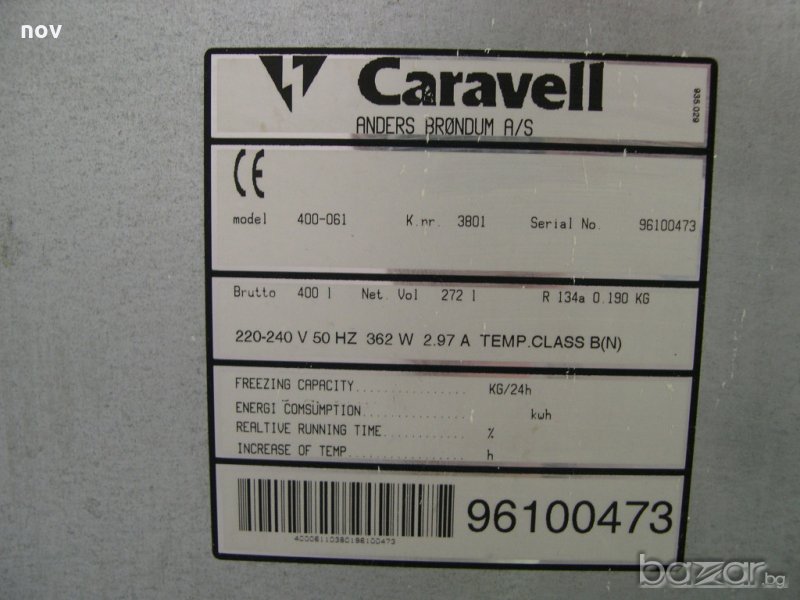 nov
Caravell
ANDERS BRØNDUM A/S
935.029
CE
model 400-061 K.nr. 3801 Serial No. 96100473
Brutto 400 l Net. Vol 272 l R 134a 0.190 KG
220-240 V 50 HZ 362 W 2.97 A TEMP.CLASS B(N)
FREEZING CAPACITY.................... KG/24h
ENERGI COMSUMPTION................... kwh
REALTIVE RUNNING TIME................ %
INCREASE OF TEMP..................... h
96100473
40006110380196100473
bazar.bg